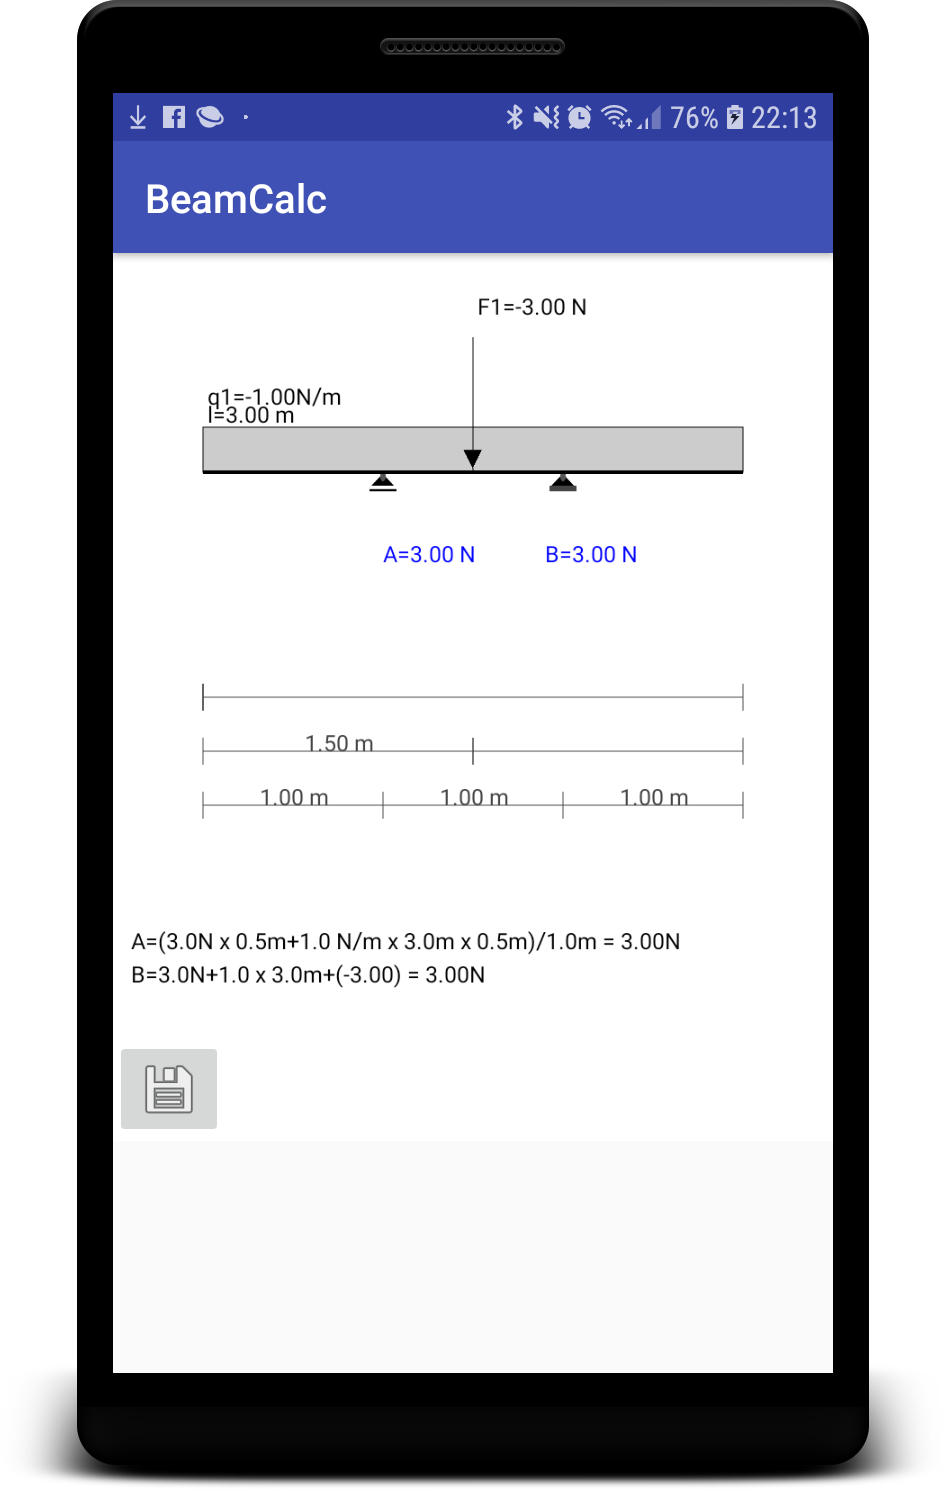 76% 22:13
BeamCalc
F1=-3.00 N
q1=-1.00N/m
l=3.00 m
A=3.00 N B=3.00 N
1.50 m
1.00 m 1.00 m 1.00 m
A=(3.0N x 0.5m+1.0 N/m x 3.0m x 0.5m)/1.0m = 3.00N
B=3.0N+1.0 x 3.0m+(-3.00) = 3.00N